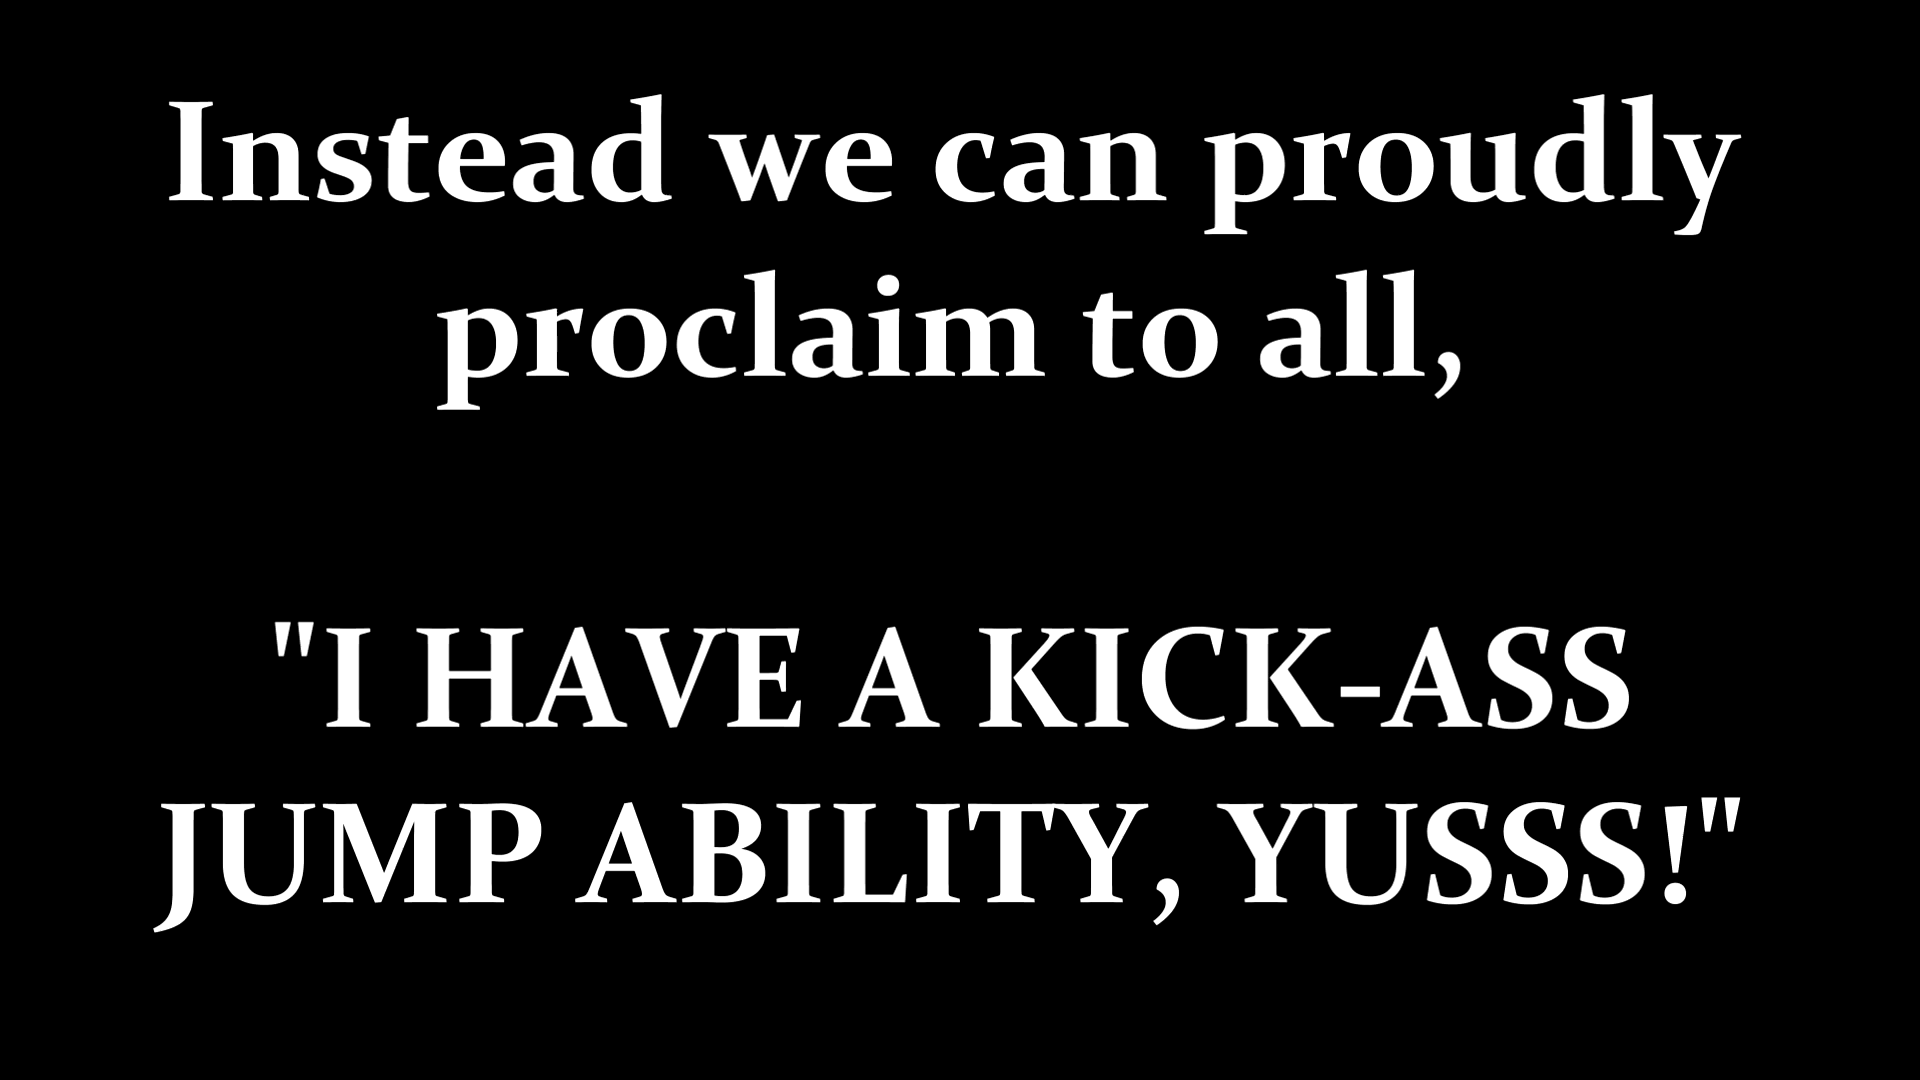 Instead we can proudly
proclaim to all,
"I HAVE A KICK-ASS
JUMP ABILITY, YUSSS!"